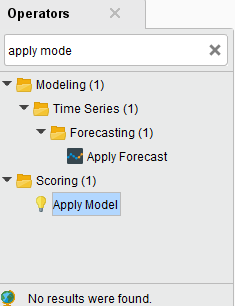 Operators
apply mode
Modeling (1)
Time Series (1)
Forecasting (1)
Apply Forecast
Scoring (1)
Apply Model
No results were found.